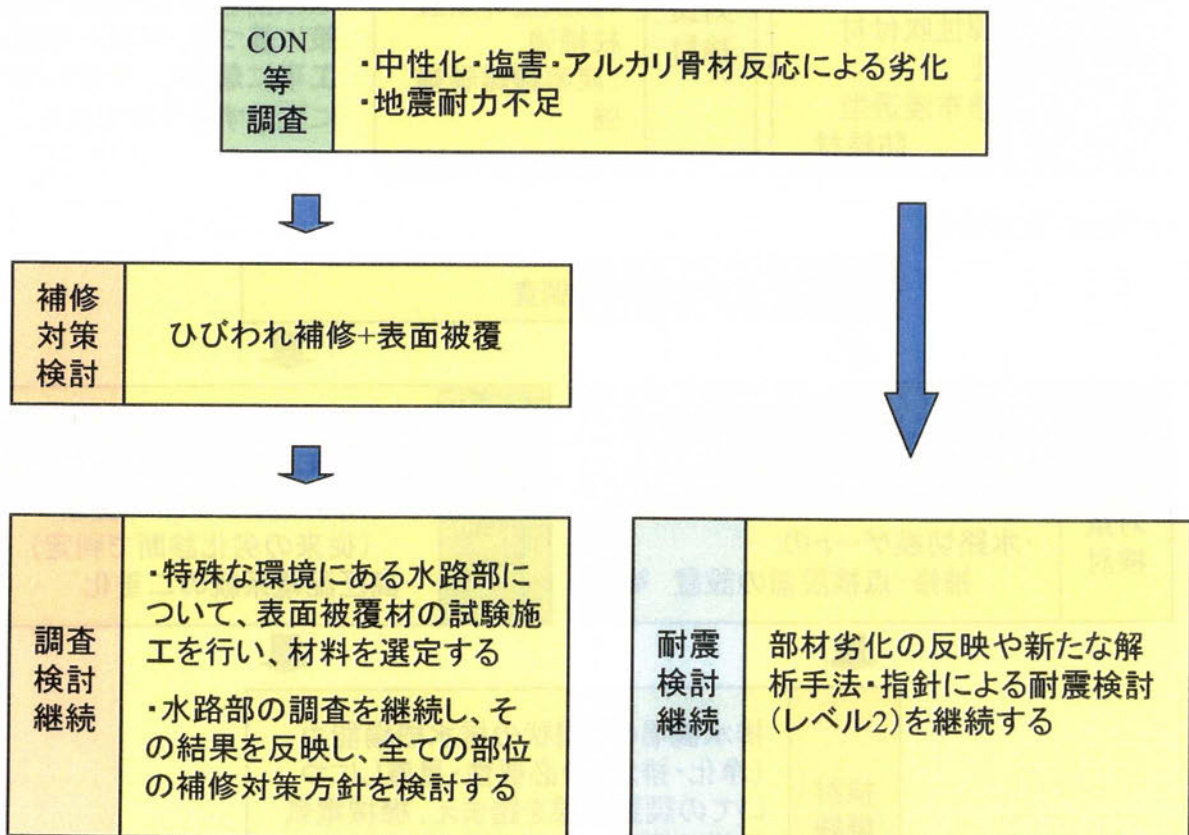 CON
等
調査
・中性化・塩害・アルカリ骨材反応による劣化
・地震耐力不足
補修
対策
検討
ひびわれ補修+表面被覆
調査
検討
継続
・特殊な環境にある水路部に
ついて、表面被覆材の試験施
工を行い、材料を選定する
・水路部の調査を継続し、そ
の結果を反映し、全ての部位
の補修対策方針を検討する
耐震
検討
継続
部材劣化の反映や新たな解
析手法・指針による耐震検討
(レベル2)を継続する